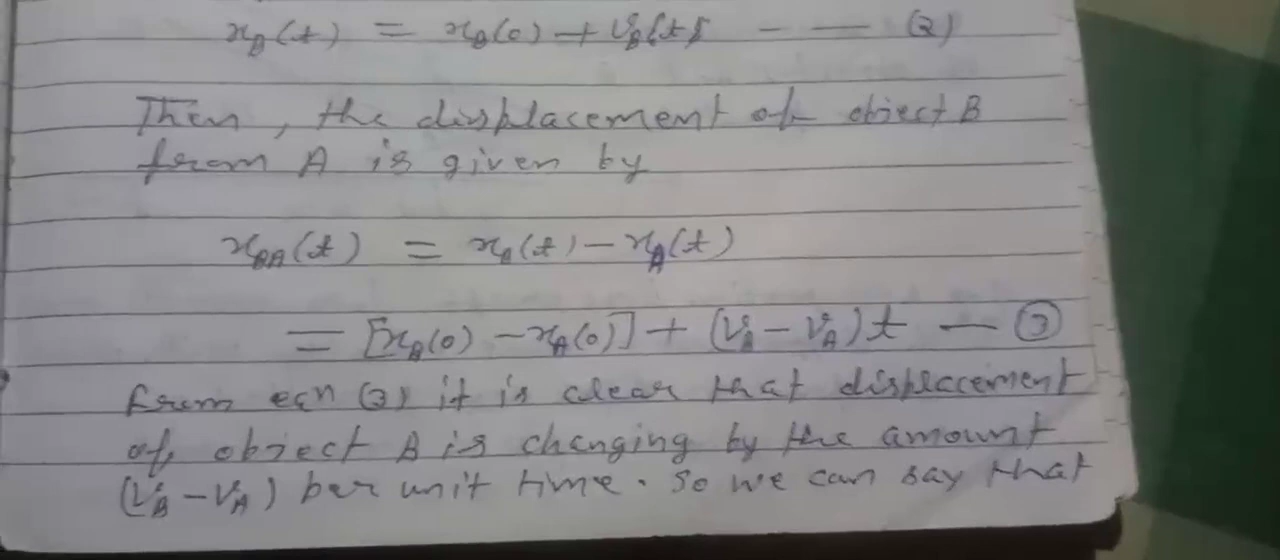 x_B(t) = x_B(0) + v_B(t) - — (2)
Then, the displacement of object B
from A is given by
x_BA(t) = x_B(t) - x_A(t)
= [x_B(0) - x_A(0)] + (v_B - v_A)t — (3)
from eqn (3) it is clear that displacement
of object A is changing by the amount
(v_B - v_A) per unit time. So we can say that